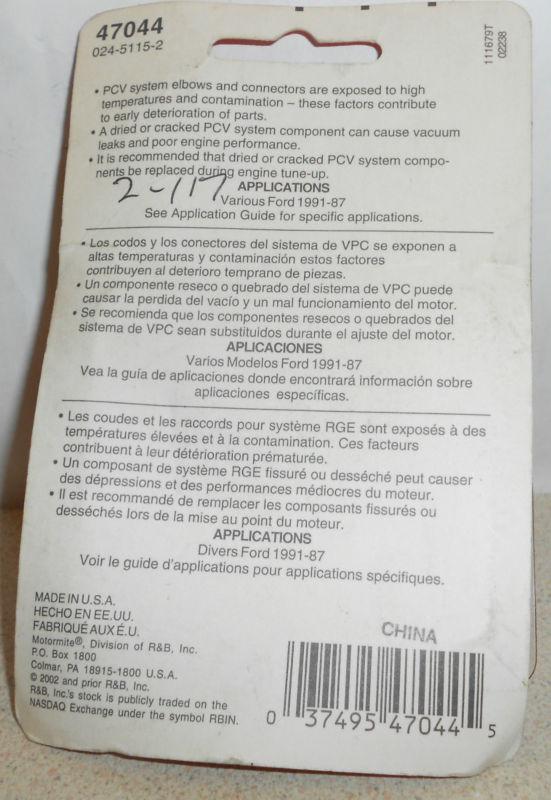 47044
024-5115-2
111679T
02238
• PCV system elbows and connectors are exposed to high
temperatures and contamination – these factors contribute
to early deterioration of parts.
• A dried or cracked PCV system component can cause vacuum
leaks and poor engine performance.
• It is recommended that dried or cracked PCV system compo-
nents be replaced during engine tune-up.
2-117
APPLICATIONS
Various Ford 1991-87
See Application Guide for specific applications.
• Los codos y los conectores del sistema de VPC se exponen a
altas temperaturas y contaminación estos factores
contribuyen al deterioro temprano de piezas.
• Un componente reseco o quebrado del sistema de VPC puede
causar la perdida del vacío y un mal funcionamiento del motor.
• Se recomienda que los componentes resecos o quebrados del
sistema de VPC sean substituidos durante el ajuste del motor.
APLICACIONES
Varios Modelos Ford 1991-87
Vea la guía de aplicaciones donde encontrará información sobre
aplicaciones específicas.
• Les coudes et les raccords pour système RGE sont exposés à des
températures élevées et à la contamination. Ces facteurs
contribuent à leur détérioration prématurée.
• Un composant de système RGE fissuré ou desséché peut causer
des dépressions et des performances médiocres du moteur.
• Il est recommandé de remplacer les composants fissurés ou
desséchés lors de la mise au point du moteur.
APPLICATIONS
Divers Ford 1991-87
Voir le guide d'applications pour applications spécifiques.
MADE IN U.S.A.
HECHO EN EE.UU.
FABRIQUÉ AUX É.U.
Motormite®, Division of R&B, Inc.
P.O. Box 1800
Colmar, PA 18915-1800 U.S.A.
© 2002 and prior R&B, Inc.
R&B, Inc.'s stock is publicly traded on the
NASDAQ Exchange under the symbol RBIN.
CHINA
0 37495 47044 5